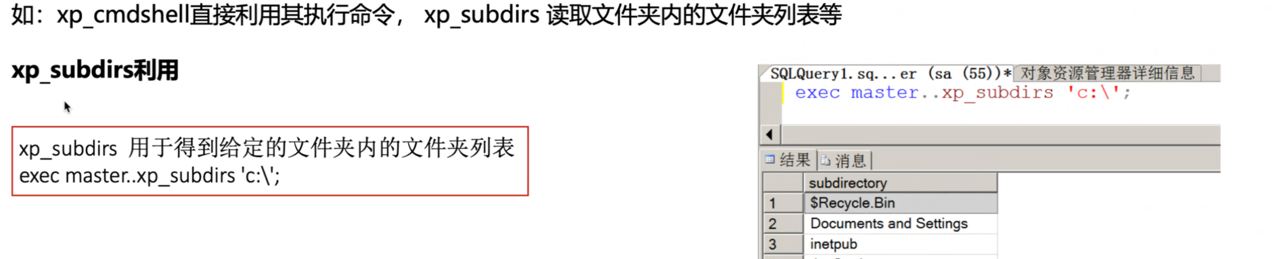 如：xp_cmdshell直接利用其执行命令， xp_subdirs 读取文件夹内的文件夹列表等
xp_subdirs利用
xp_subdirs 用于得到给定的文件夹内的文件夹列表
exec master..xp_subdirs 'c:\';
SQLQuery1.sq...er (sa (55))* 对象资源管理器详细信息
exec master..xp_subdirs 'c:\';
结果 消息
subdirectory
1 $Recycle.Bin
2 Documents and Settings
3 inetpub